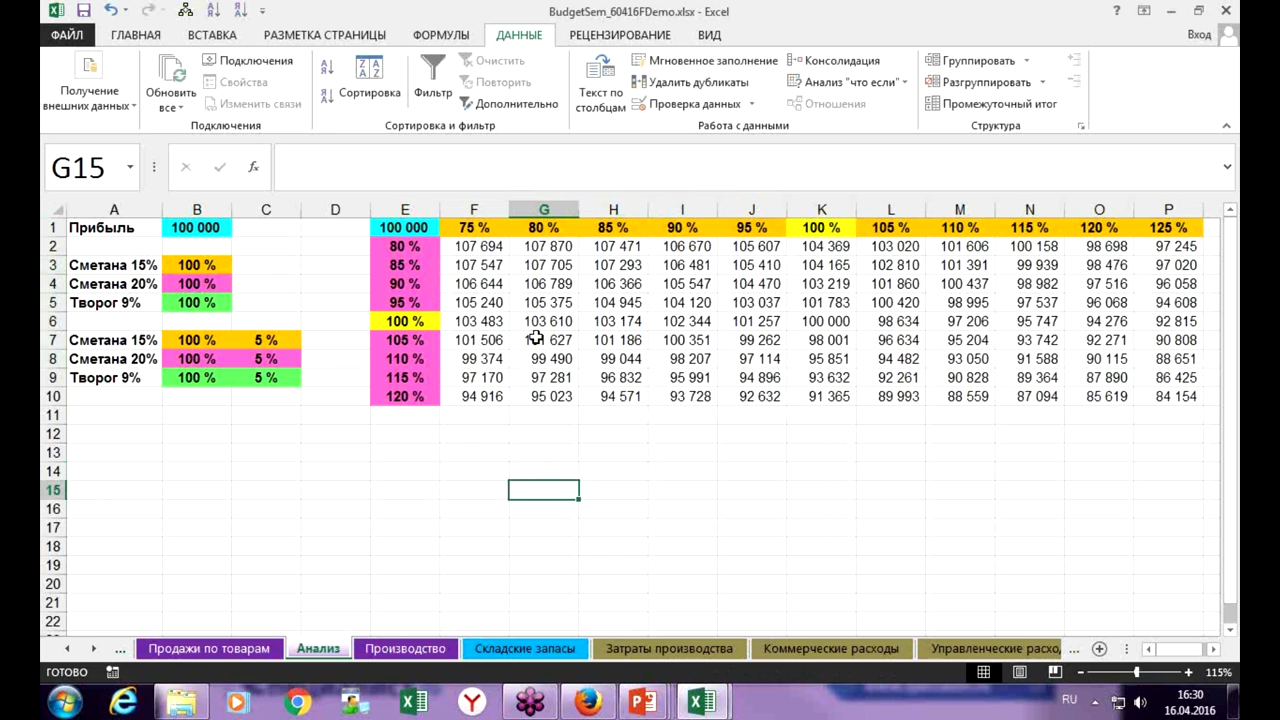 BudgetSem_60416FDemo.xlsx - Excel
ФАЙЛ ГЛАВНАЯ ВСТАВКА РАЗМЕТКА СТРАНИЦЫ ФОРМУЛЫ ДАННЫЕ РЕЦЕНЗИРОВАНИЕ ВИД Вход
Получение внешних данных
Обновить все
Подключения
Свойства
Изменить связи
Подключения
Сортировка
Фильтр
Очистить
Повторить
Дополнительно
Сортировка и фильтр
Текст по столбцам
Мгновенное заполнение
Удалить дубликаты
Проверка данных
Консолидация
Анализ "что если"
Отношения
Работа с данными
Группировать
Разгруппировать
Промежуточный итог
Структура
G15 fx
A B C D E F G H I J K L M N O P
1 Прибыль 100 000 100 000 75 % 80 % 85 % 90 % 95 % 100 % 105 % 110 % 115 % 120 % 125 %
2 80 % 107 694 107 870 107 471 106 670 105 607 104 369 103 020 101 606 100 158 98 698 97 245
3 Сметана 15% 100 % 85 % 107 547 107 705 107 293 106 481 105 410 104 165 102 810 101 391 99 939 98 476 97 020
4 Сметана 20% 100 % 90 % 106 644 106 789 106 366 105 547 104 470 103 219 101 860 100 437 98 982 97 516 96 058
5 Творог 9% 100 % 95 % 105 240 105 375 104 945 104 120 103 037 101 783 100 420 98 995 97 537 96 068 94 608
6 100 % 103 483 103 610 103 174 102 344 101 257 100 000 98 634 97 206 95 747 94 276 92 815
7 Сметана 15% 100 % 5 % 105 % 101 506 627 101 186 100 351 99 262 98 001 96 634 95 204 93 742 92 271 90 808
8 Сметана 20% 100 % 5 % 110 % 99 374 99 490 99 044 98 207 97 114 95 851 94 482 93 050 91 588 90 115 88 651
9 Творог 9% 100 % 5 % 115 % 97 170 97 281 96 832 95 991 94 896 93 632 92 261 90 828 89 364 87 890 86 425
10 120 % 94 916 95 023 94 571 93 728 92 632 91 365 89 993 88 559 87 094 85 619 84 154
11
12
13
14
15
16
17
18
19
20
21
22
... Продажи по товарам Анализ Производство Складские запасы Затраты производства Коммерческие расходы Управленческие расхо ...
ГОТОВО 115%
RU 16:30
16.04.2016